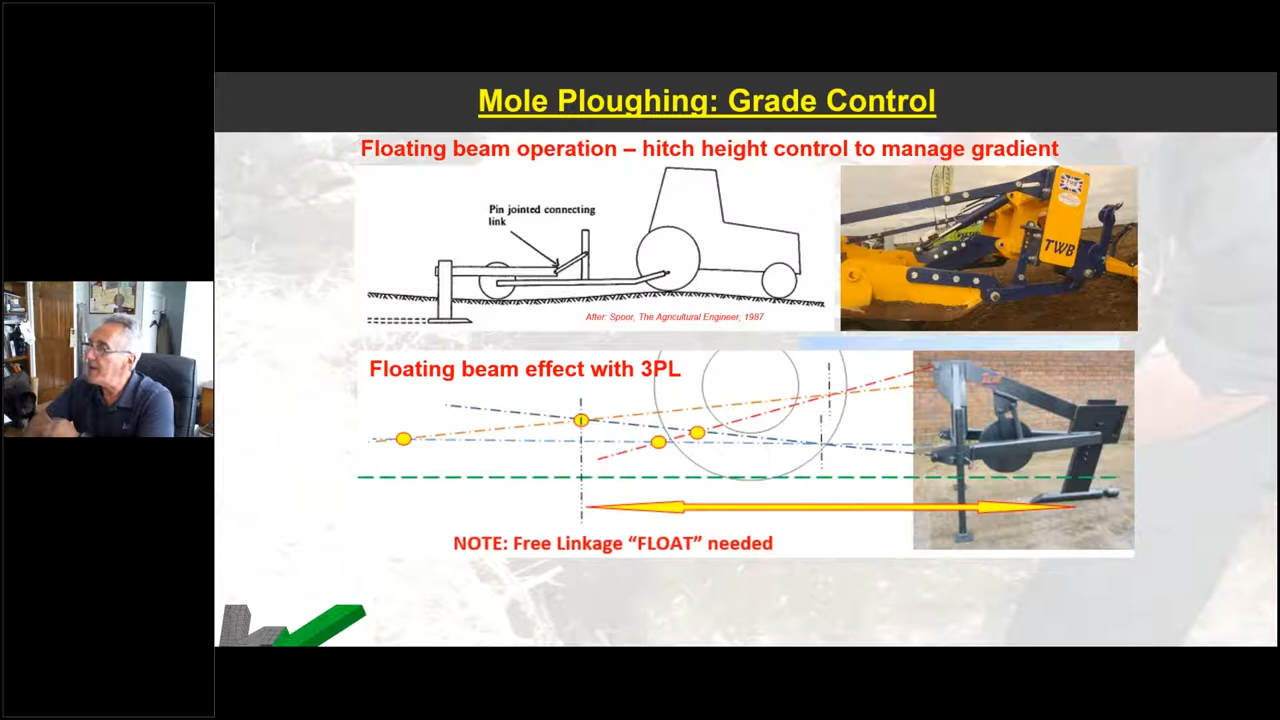 Mole Ploughing: Grade Control
Floating beam operation – hitch height control to manage gradient
Pin jointed connecting
link
After: Spoor, The Agricultural Engineer, 1987
TWB
Floating beam effect with 3PL
NOTE: Free Linkage “FLOAT” needed